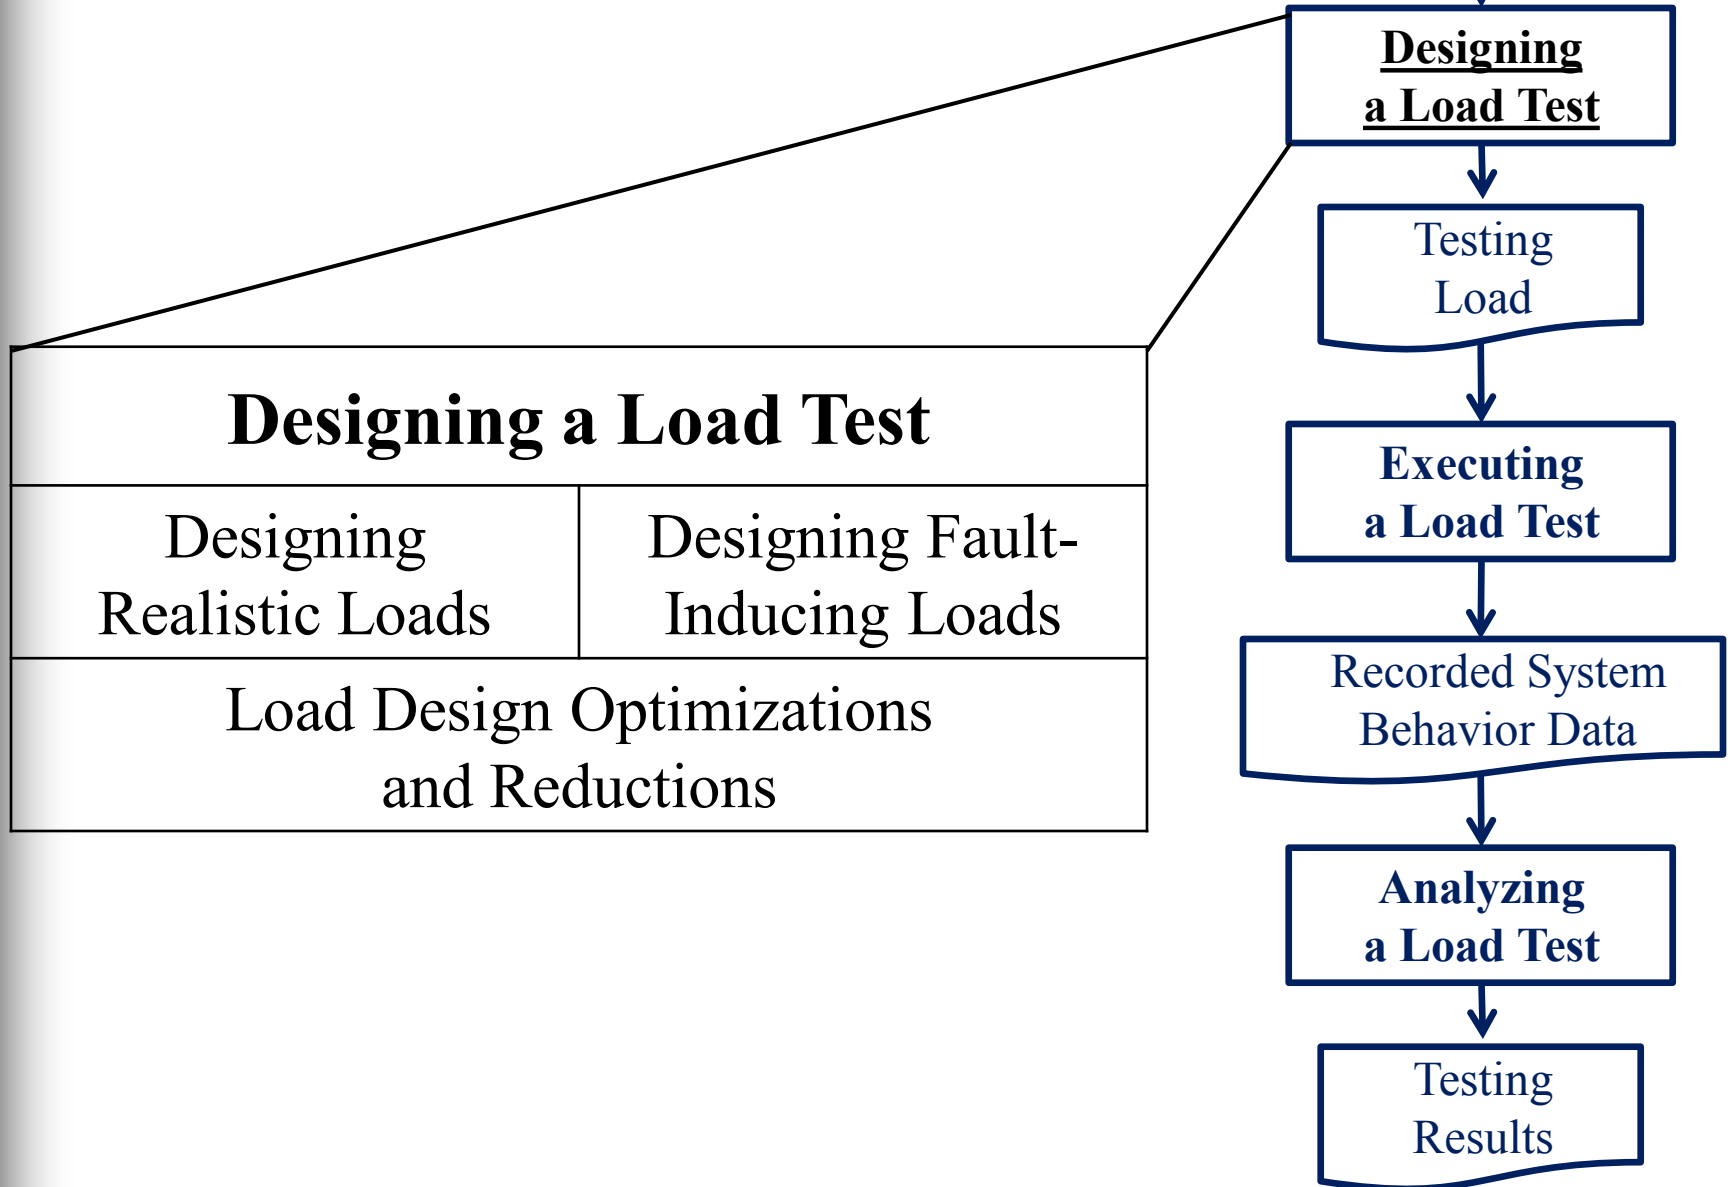 Designing
a Load Test
Testing
Load
Executing
a Load Test
Recorded System
Behavior Data
Analyzing
a Load Test
Testing
Results
Designing a Load Test
Designing
Realistic Loads
Designing Fault-
Inducing Loads
Load Design Optimizations
and Reductions